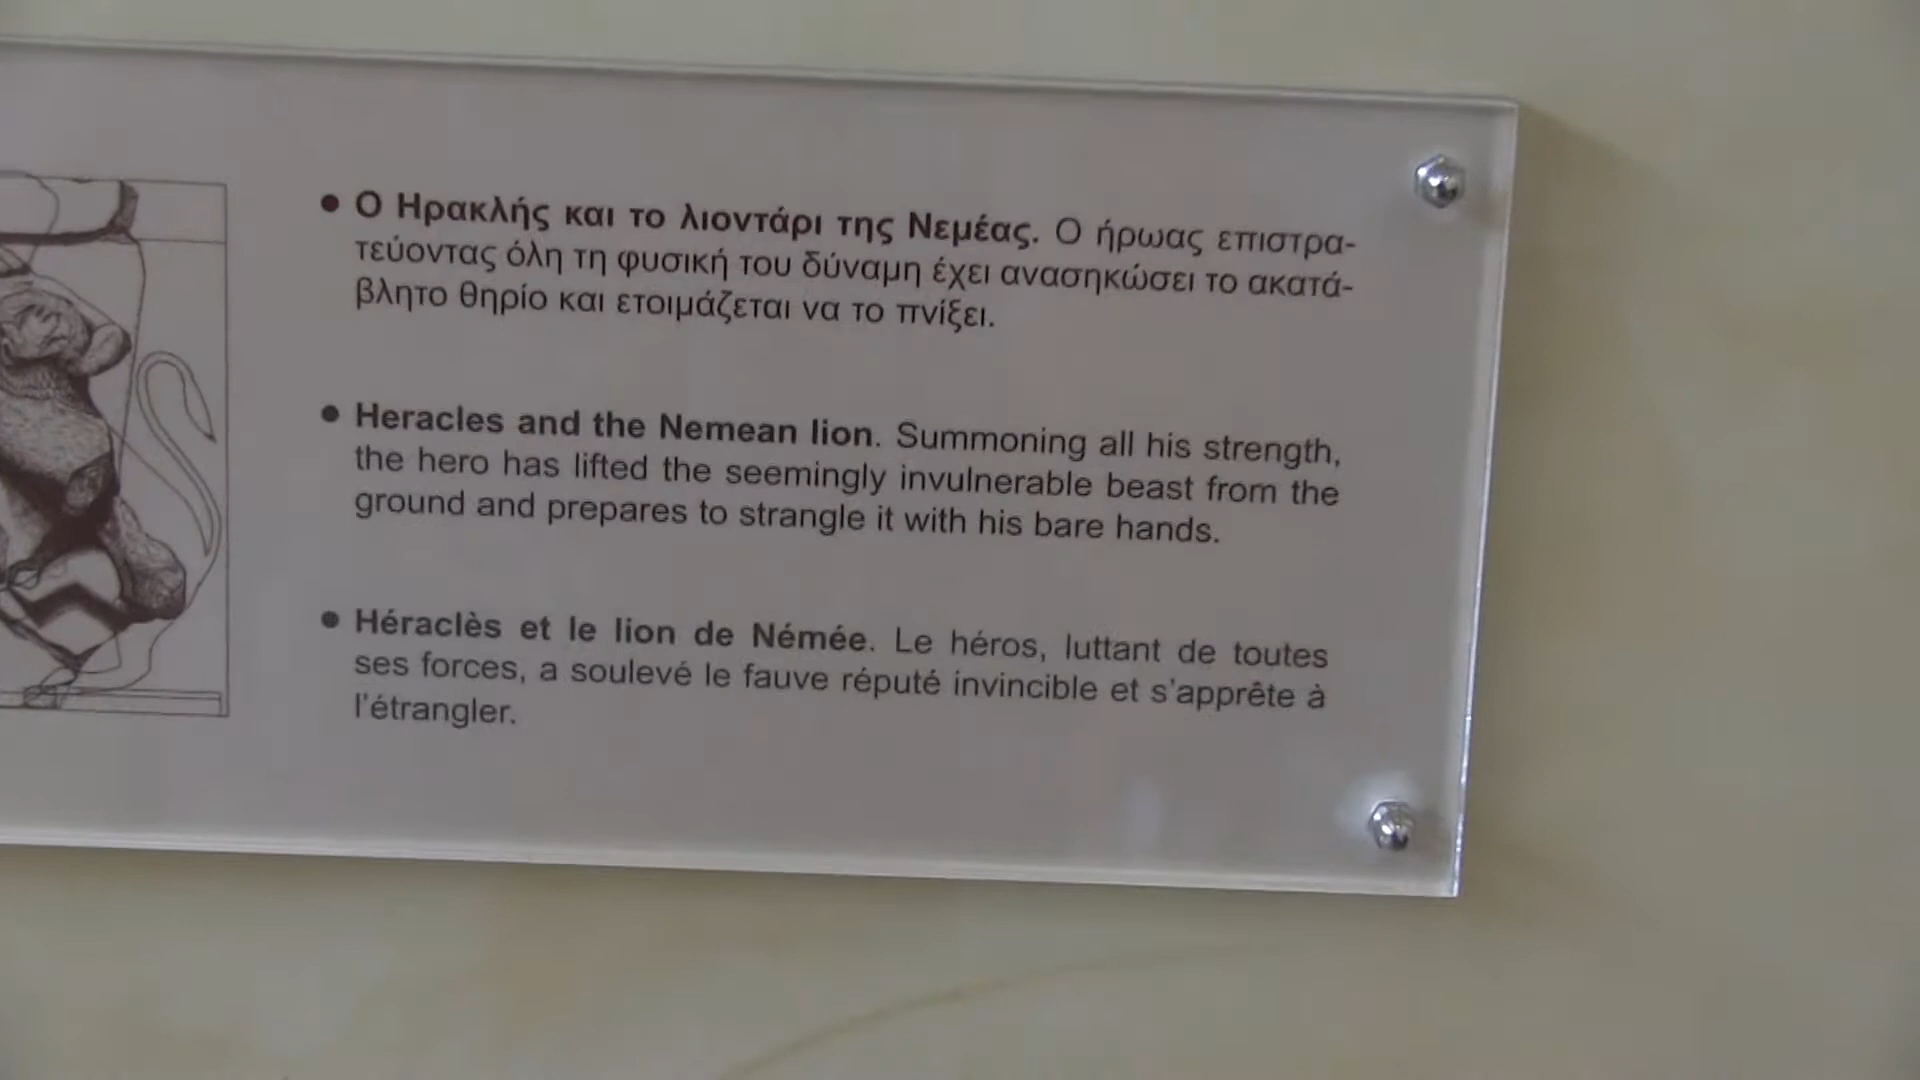 • Ο Ηρακλής και το λιοντάρι της Νεμέας. Ο ήρωας επιστρα-
τεύοντας όλη τη φυσική του δύναμη έχει ανασηκώσει το ακατά-
βλητο θηρίο και ετοιμάζεται να το πνίξει.
• Heracles and the Nemean lion. Summoning all his strength,
the hero has lifted the seemingly invulnerable beast from the
ground and prepares to strangle it with his bare hands.
• Héraclès et le lion de Némée. Le héros, luttant de toutes
ses forces, a soulevé le fauve réputé invincible et s'apprête à
l'étrangler.